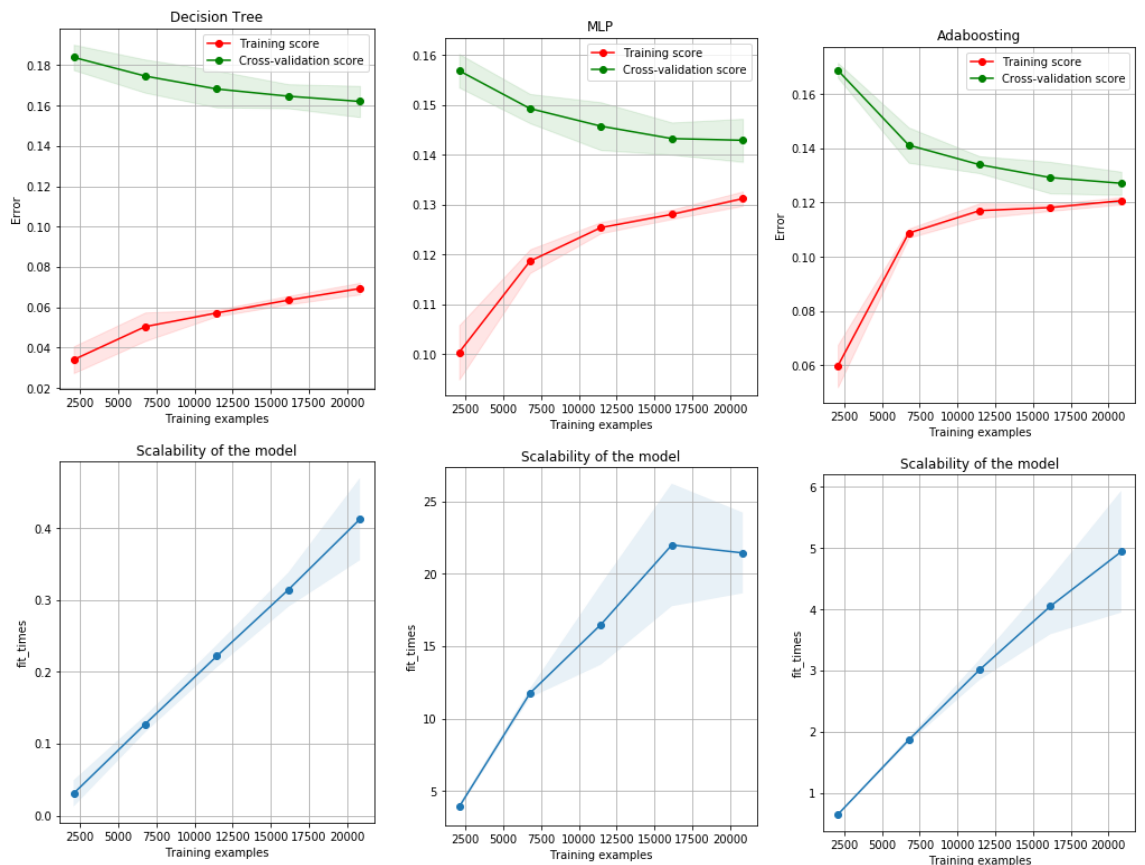 Decision Tree
Training score
Cross-validation score
Error
0.18
0.16
0.14
0.12
0.10
0.08
0.06
0.04
0.02
2500 5000 7500 10000 12500 15000 17500 20000
Training examples
MLP
Training score
Cross-validation score
0.16
0.15
0.14
0.13
0.12
0.11
0.10
2500 5000 7500 10000 12500 15000 17500 20000
Training examples
Adaboosting
Training score
Cross-validation score
Error
0.16
0.14
0.12
0.10
0.08
0.06
2500 5000 7500 10000 12500 15000 17500 20000
Training examples
Scalability of the model
fit_times
0.4
0.3
0.2
0.1
0.0
2500 5000 7500 10000 12500 15000 17500 20000
Training examples
Scalability of the model
fit_times
25
20
15
10
5
2500 5000 7500 10000 12500 15000 17500 20000
Training examples
Scalability of the model
fit_times
6
5
4
3
2
1
2500 5000 7500 10000 12500 15000 17500 20000
Training examples